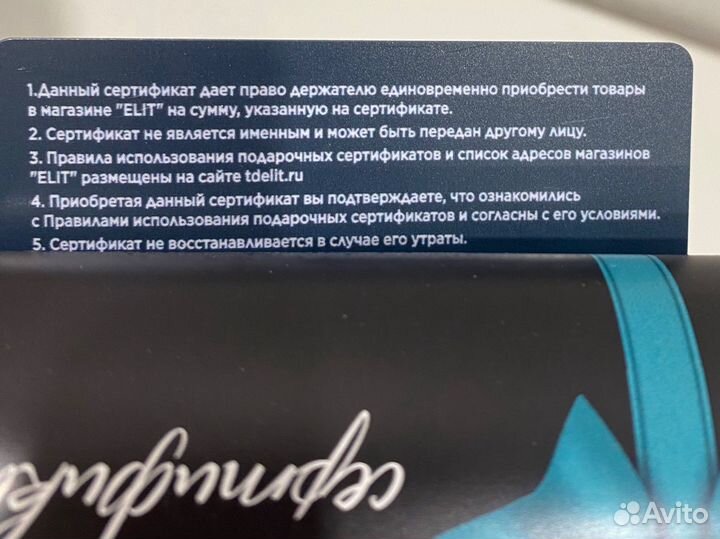 1.Данный сертификат дает право держателю единовременно приобрести товары
в магазине "ELIT" на сумму, указанную на сертификате.
2. Сертификат не является именным и может быть передан другому лицу.
3. Правила использования подарочных сертификатов и список адресов магазинов
"ELIT" размещены на сайте tdelit.ru
4. Приобретая данный сертификат вы подтверждаете, что ознакомились
с Правилами использования подарочных сертификатов и согласны с его условиями.
5. Сертификат не восстанавливается в случае его утраты.
сертифик
Avito